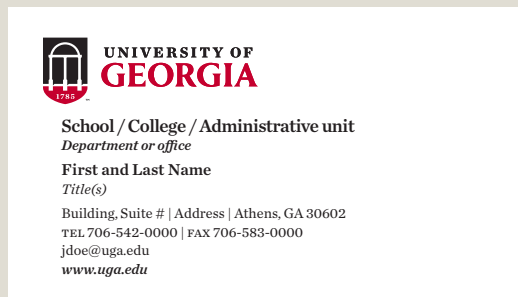 UNIVERSITY OF
GEORGIA
1785
School / College / Administrative unit
Department or office
First and Last Name
Title(s)
Building, Suite # | Address | Athens, GA 30602
TEL 706-542-0000 | FAX 706-583-0000
jdoe@uga.edu
www.uga.edu